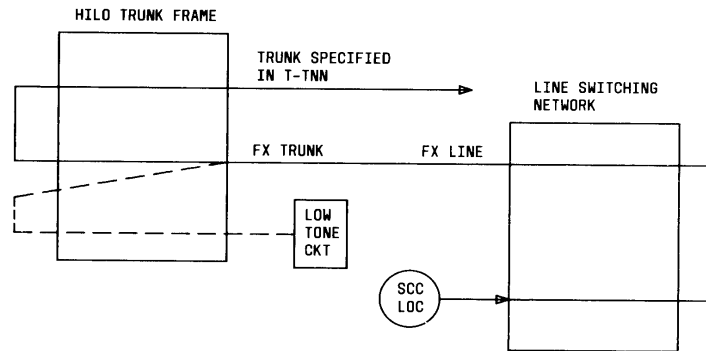 HILO TRUNK FRAME
TRUNK SPECIFIED
IN T-TNN
LINE SWITCHING
NETWORK
FX TRUNK
FX LINE
LOW
TONE
CKT
SCC
LOC